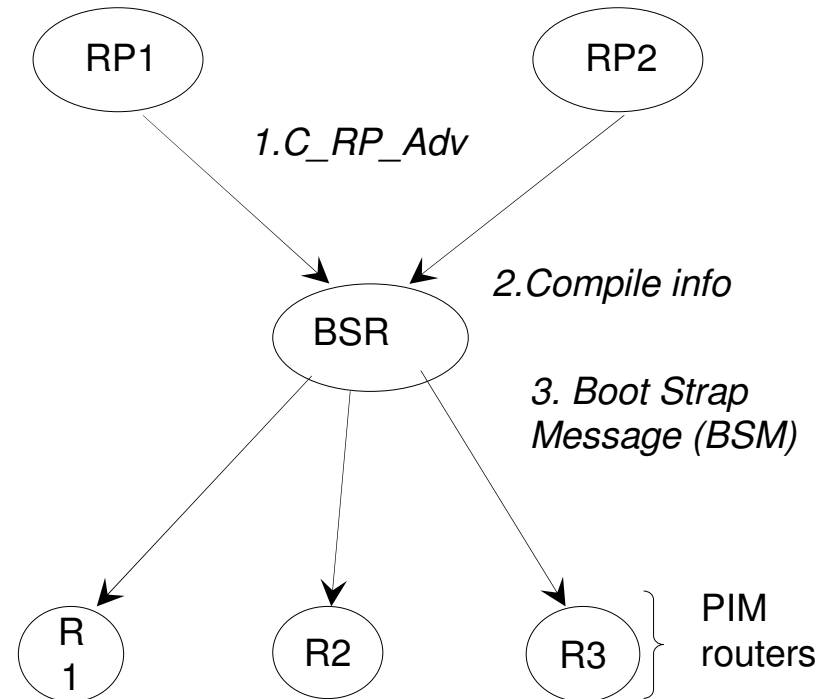 RP1
RP2
1.C_RP_Adv
2.Compile info
BSR
3. Boot Strap
Message (BSM)
R
1
R2
R3
PIM
routers